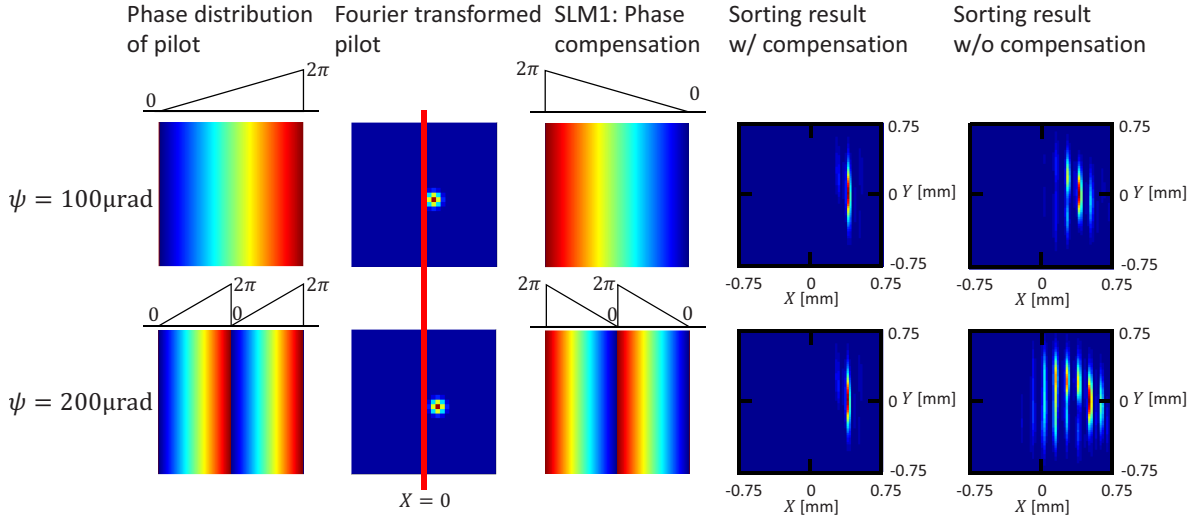 Phase distribution
of pilot
Fourier transformed
pilot
SLM1: Phase
compensation
Sorting result
w/ compensation
Sorting result
w/o compensation
0
2π
2π
0
ψ = 100μrad
0.75
0 Y [mm]
-0.75
-0.75 0 0.75
X [mm]
0.75
0 Y [mm]
-0.75
-0.75 0 0.75
X [mm]
0 2π 0 2π
2π 0 2π 0
ψ = 200μrad
X = 0
0.75
0 Y [mm]
-0.75
-0.75 0 0.75
X [mm]
0.75
0 Y [mm]
-0.75
-0.75 0 0.75
X [mm]